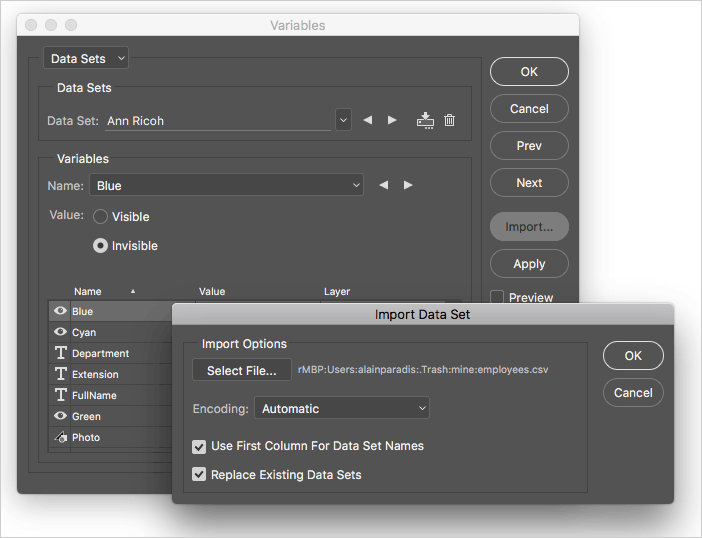 Variables
Data Sets
OK
Data Sets
Cancel
Data Set: Ann Ricoh
Prev
Variables
Next
Name: Blue
Value: Visible
Import...
Invisible
Apply
Name Value Layer
Preview
Blue
Cyan
Department
Extension
FullName
Green
Photo
Import Data Set
Import Options
OK
Select File... rMBP:Users:alainparadis:.Trash:mine:employees.csv
Cancel
Encoding: Automatic
Use First Column For Data Set Names
Replace Existing Data Sets